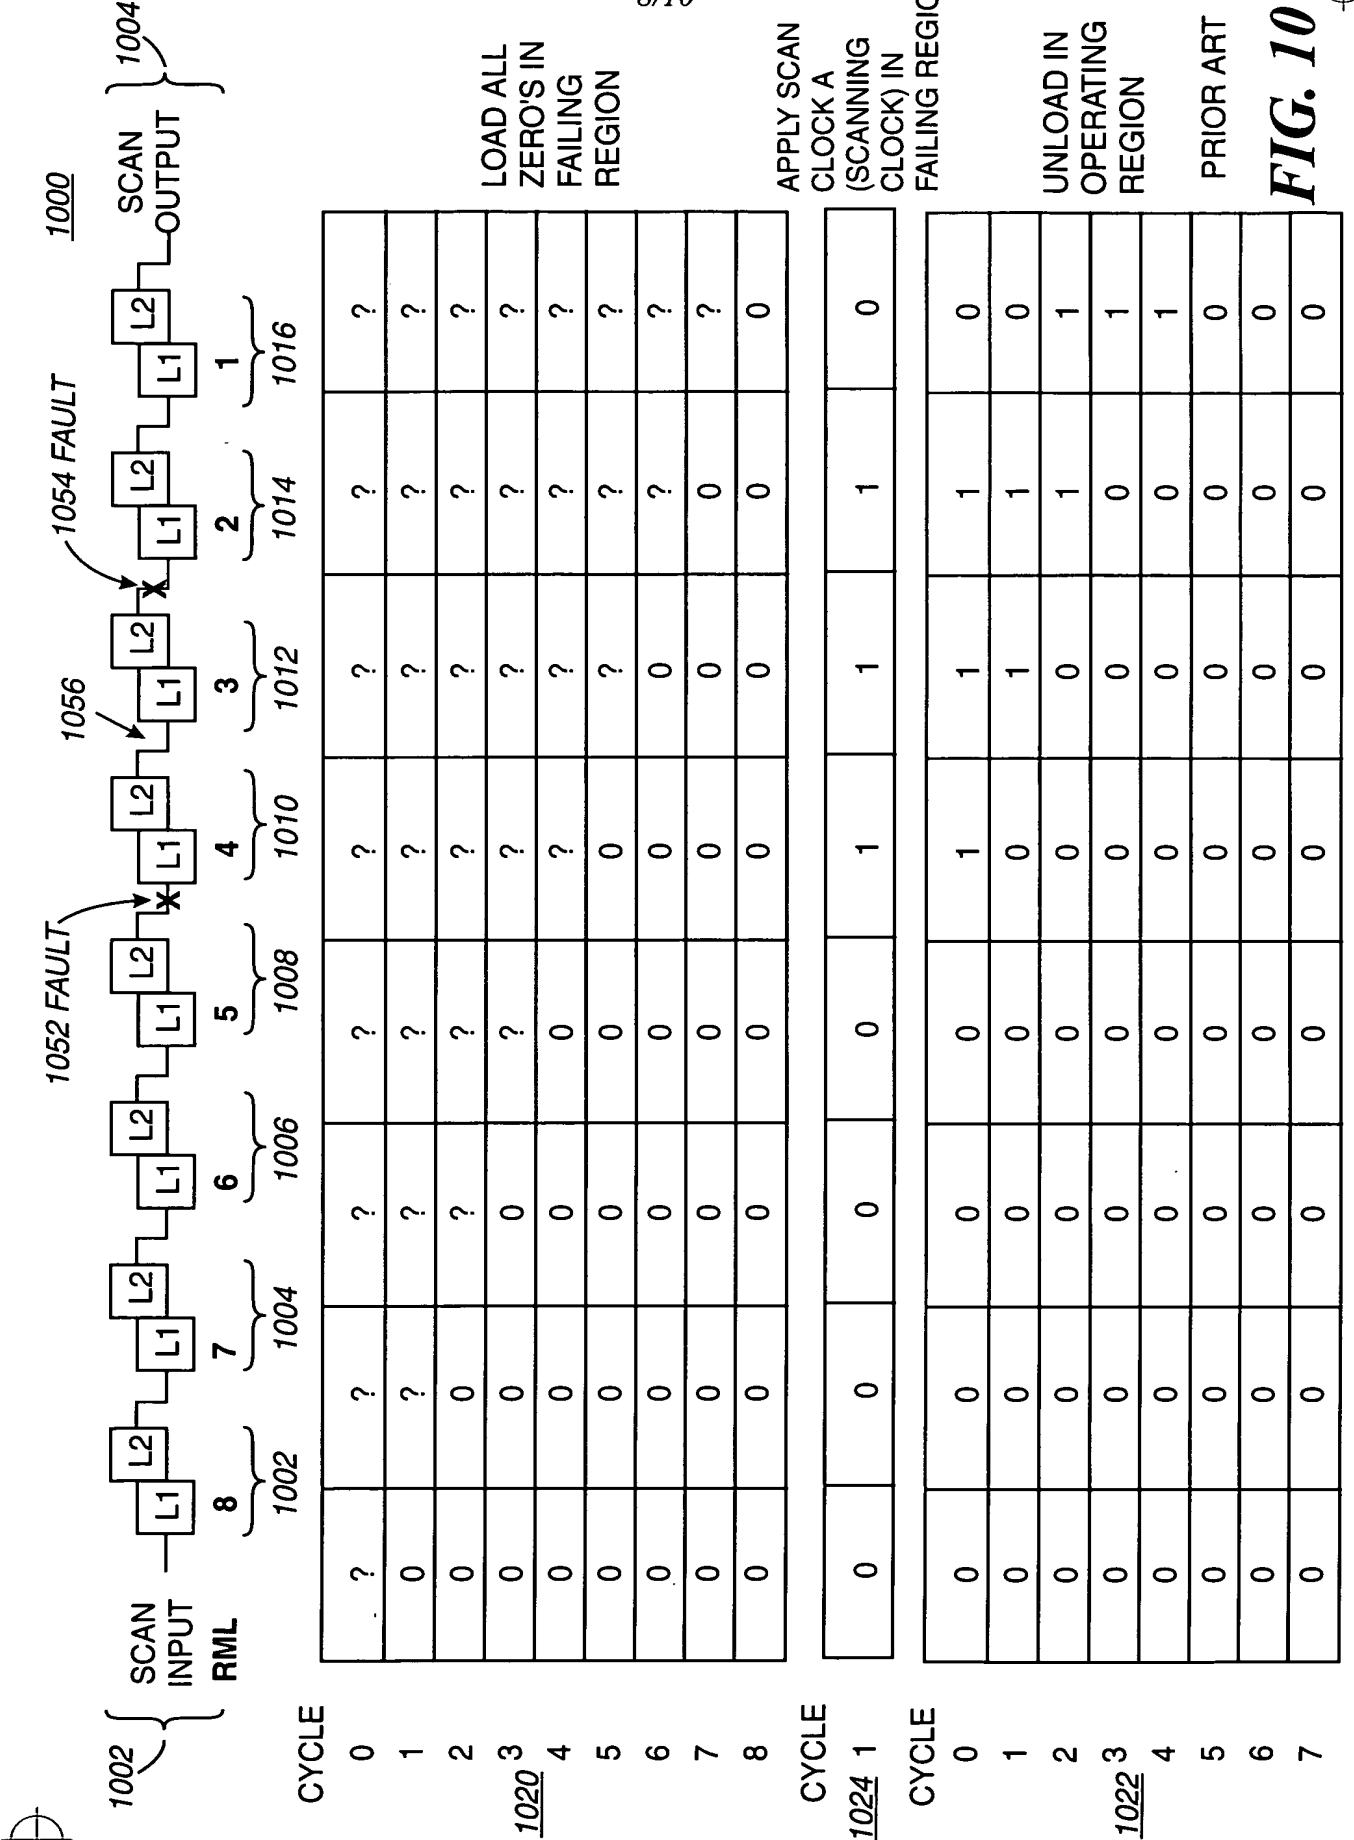 1000
1052 FAULT 1056 1054 FAULT
1002 1004
SCAN INPUT
L1 L2 L1 L2 L1 L2 L1 L2 L1 L2 L1 L2 L1 L2 L1 L2
X X
SCAN OUTPUT
RML 8 7 6 5 4 3 2 1
1002 1004 1006 1008 1010 1012 1014 1016
CYCLE
0 ? ? ? ? ? ? ? ?
1 0 ? ? ? ? ? ? ?
2 0 0 ? ? ? ? ? ?
3 0 0 0 ? ? ? ? ?
4 0 0 0 0 ? ? ? ?
5 0 0 0 0 0 ? ? ?
6 0 0 0 0 0 0 ? ?
7 0 0 0 0 0 0 0 ?
8 0 0 0 0 0 0 0 0
1020
LOAD ALL
ZERO'S IN
FAILING
REGION
CYCLE
1024 1 0 0 0 0 1 1 1 0
APPLY SCAN
CLOCK A
(SCANNING
CLOCK) IN
FAILING REGIO
CYCLE
0 0 0 0 0 1 1 1 0
1 0 0 0 0 0 1 1 0
2 0 0 0 0 0 0 1 1
3 0 0 0 0 0 0 0 1
4 0 0 0 0 0 0 0 1
5 0 0 0 0 0 0 0 0
6 0 0 0 0 0 0 0 0
7 0 0 0 0 0 0 0 0
1022
UNLOAD IN
OPERATING
REGION
PRIOR ART
FIG. 10